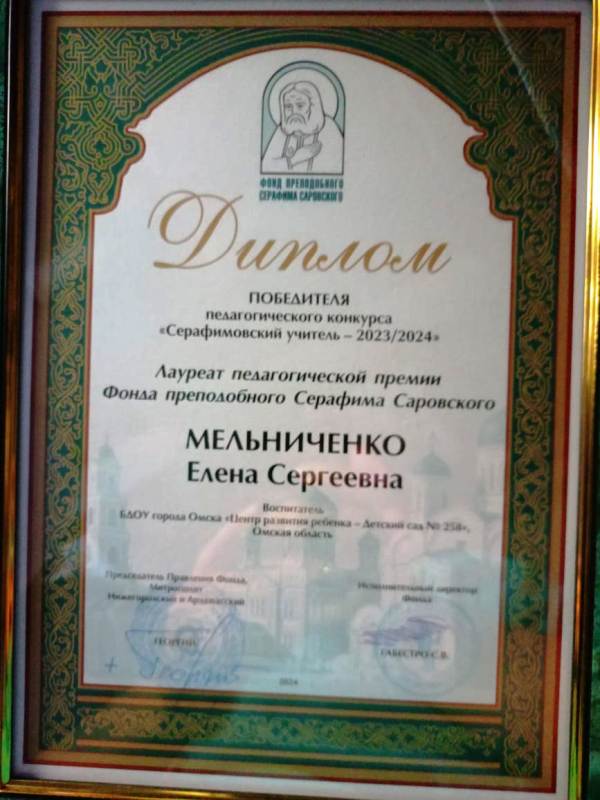 ФОНД ПРЕПОДОБНОГО
СЕРАФИМА САРОВСКОГО
Диплом
ПОБЕДИТЕЛЯ
педагогического конкурса
«Серафимовский учитель – 2023/2024»
Лауреат педагогической премии
Фонда преподобного Серафима Саровского
МЕЛЬНИЧЕНКО
Елена Сергеевна
Воспитатель
БДОУ города Омска «Центр развития ребенка – Детский сад № 258»,
Омская область
Председатель Правления Фонда,
Митрополит
Нижегородский и Арзамасский
ГЕОРГИЙ
+ Георгий
Исполнительный директор
Фонда
ГАБЕСТРО С.В.
2024